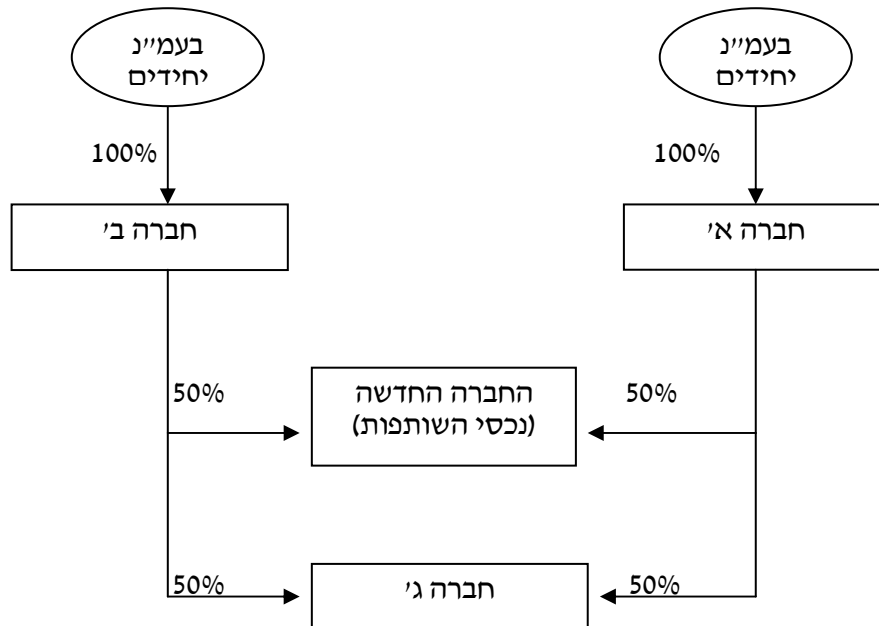 בעמ״נ
יחידים
בעמ״נ
יחידים
100%
100%
חברה א׳
חברה ב׳
החברה החדשה
(נכסי השותפות)
50%
50%
חברה ג׳
50%
50%